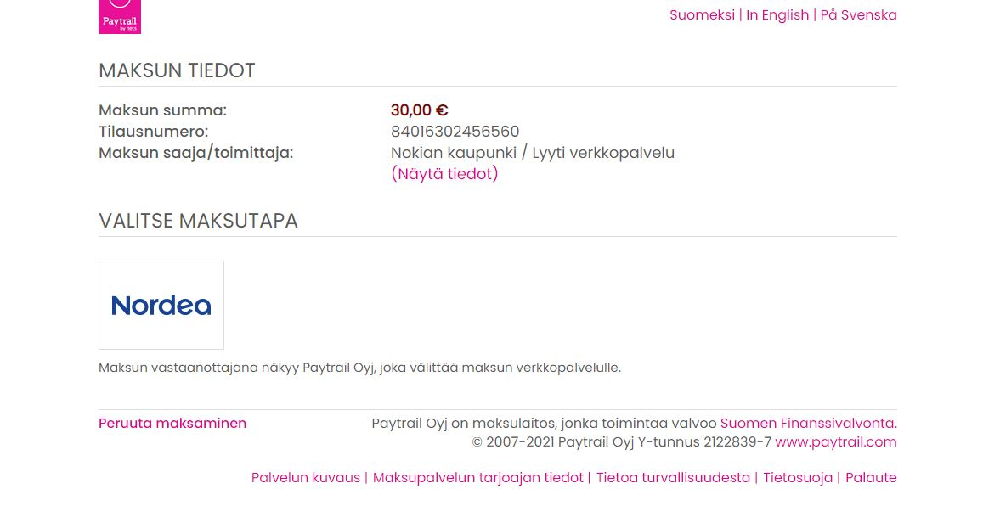 Paytrail
by nets
Suomeksi | In English | På Svenska
MAKSUN TIEDOT
Maksun summa: 30,00 €
Tilausnumero: 84016302456560
Maksun saaja/toimittaja: Nokian kaupunki / Lyyti verkkopalvelu
(Näytä tiedot)
VALITSE MAKSUTAPA
Nordea
Maksun vastaanottajana näkyy Paytrail Oyj, joka välittää maksun verkkopalvelulle.
Peruuta maksaminen
Paytrail Oyj on maksulaitos, jonka toimintaa valvoo Suomen Finanssivalvonta.
© 2007-2021 Paytrail Oyj Y-tunnus 2122839-7 www.paytrail.com
Palvelun kuvaus | Maksupalvelun tarjoajan tiedot | Tietoa turvallisuudesta | Tietosuoja | Palaute